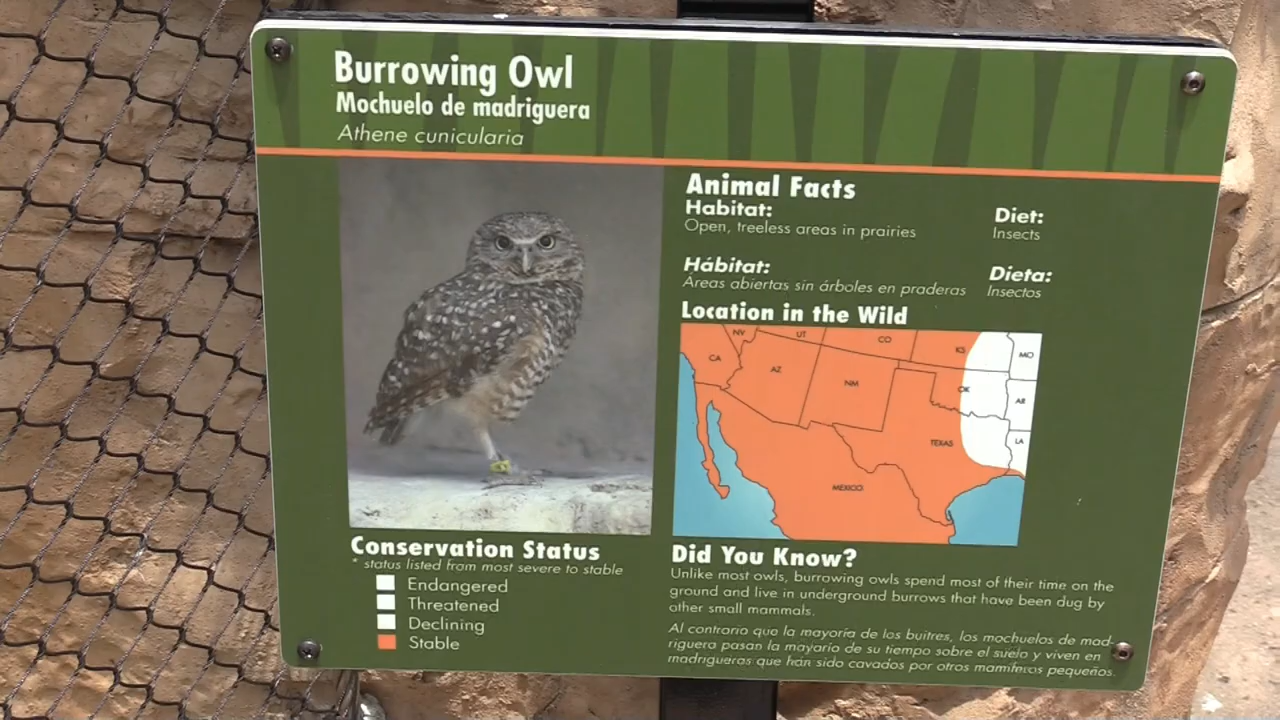 Burrowing Owl
Mochuelo de madriguera
Athene cunicularia
Animal Facts
Habitat:
Open, treeless areas in prairies
Diet:
Insects
Hábitat:
Áreas abiertas sin árboles en praderas
Dieta:
Insectos
Location in the Wild
NV
UT
CO
KS
MO
CA
AZ
NM
OK
AR
TEXAS
LA
MEXICO
Conservation Status
* status listed from most severe to stable
Endangered
Threatened
Declining
Stable
Did You Know?
Unlike most owls, burrowing owls spend most of their time on the
ground and live in underground burrows that have been dug by
other small mammals.
Al contrario que la mayoría de los buitres, los mochuelos de mad-
riguera pasan la mayaría de su tiempo sobre el suelo y viven en
madrigueras que hán sido cavados por otros mamíferos pequeños.